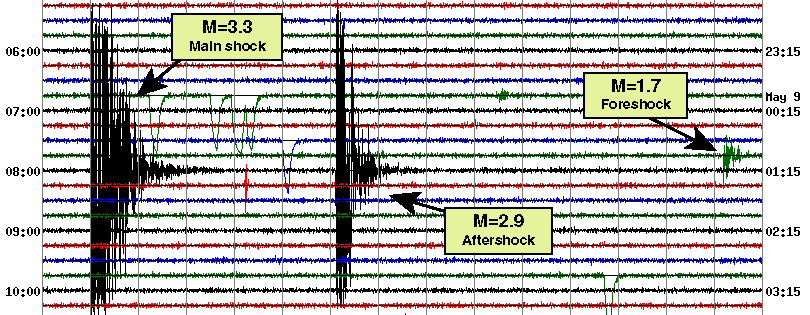 M=3.3
Main shock
06:00
23:15
M=1.7
Foreshock
May 9
07:00
00:15
08:00
01:15
M=2.9
Aftershock
09:00
02:15
10:00
03:15